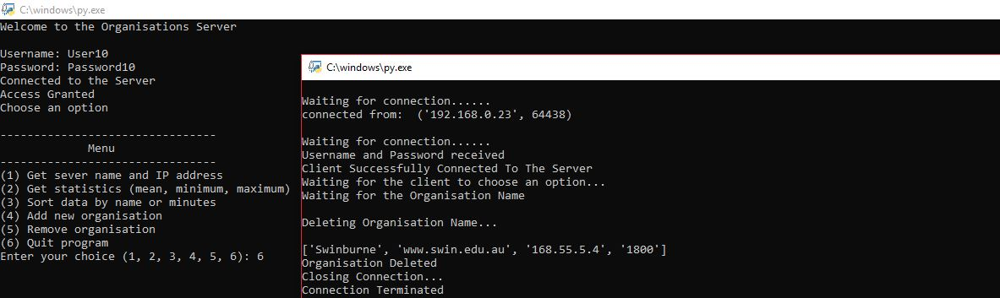 C:\windows\py.exe
Welcome to the Organisations Server
Username: User10
Password: Password10
Connected to the Server
Access Granted
Choose an option
--------------------------------
Menu
--------------------------------
(1) Get sever name and IP address
(2) Get statistics (mean, minimum, maximum)
(3) Sort data by name or minutes
(4) Add new organisation
(5) Remove organisation
(6) Quit program
Enter your choice (1, 2, 3, 4, 5, 6): 6
C:\windows\py.exe
Waiting for connection......
connected from:  ('192.168.0.23', 64438)
Waiting for connection......
Username and Password received
Client Successfully Connected To The Server
Waiting for the client to choose an option...
Waiting for the Organisation Name
Deleting Organisation Name...
['Swinburne', 'www.swin.edu.au', '168.55.5.4', '1800']
Organisation Deleted
Closing Connection...
Connection Terminated